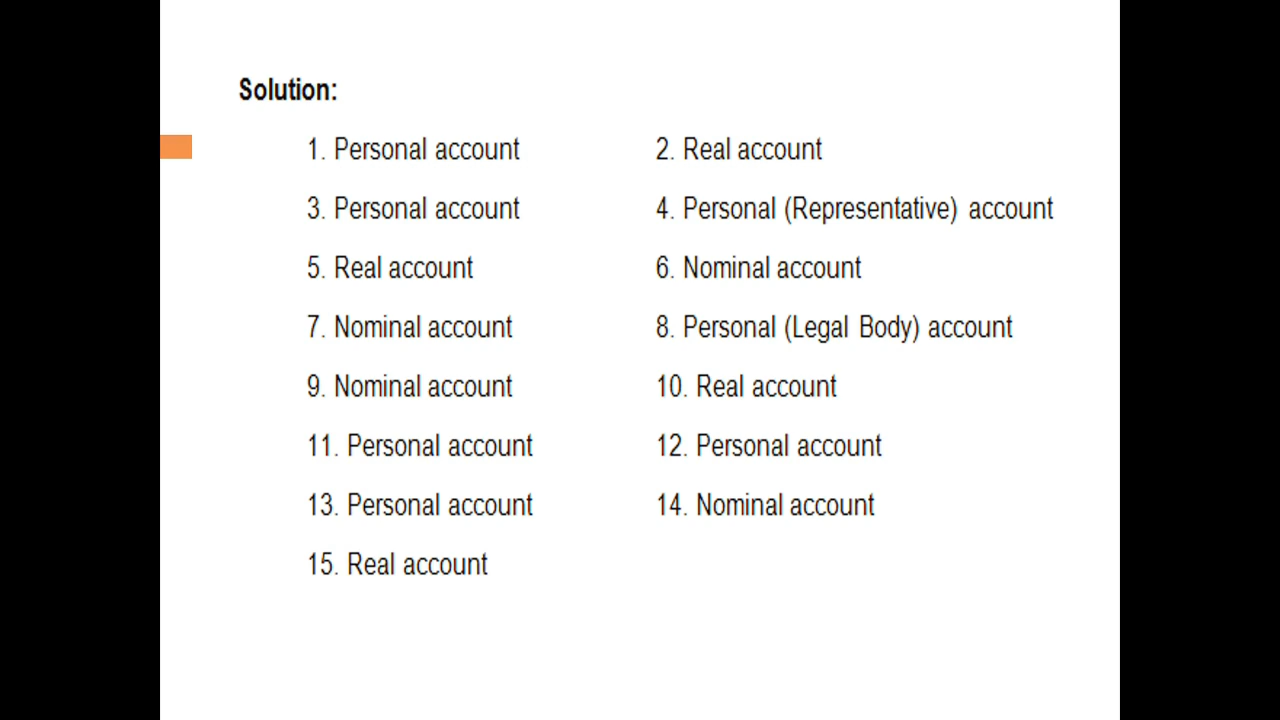 Solution:
1. Personal account 2. Real account
3. Personal account 4. Personal (Representative) account
5. Real account 6. Nominal account
7. Nominal account 8. Personal (Legal Body) account
9. Nominal account 10. Real account
11. Personal account 12. Personal account
13. Personal account 14. Nominal account
15. Real account